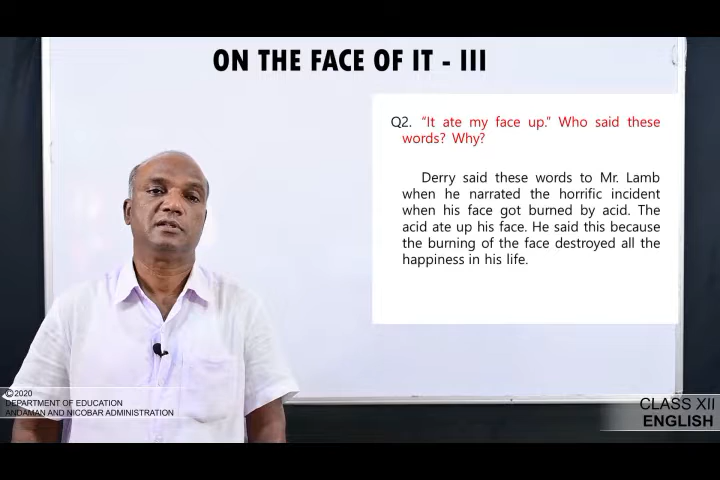 ON THE FACE OF IT - III
Q2. "It ate my face up." Who said these
words? Why?
Derry said these words to Mr. Lamb
when he narrated the horrific incident
when his face got burned by acid. The
acid ate up his face. He said this because
the burning of the face destroyed all the
happiness in his life.
©2020
DEPARTMENT OF EDUCATION
ANDAMAN AND NICOBAR ADMINISTRATION
CLASS XII
ENGLISH